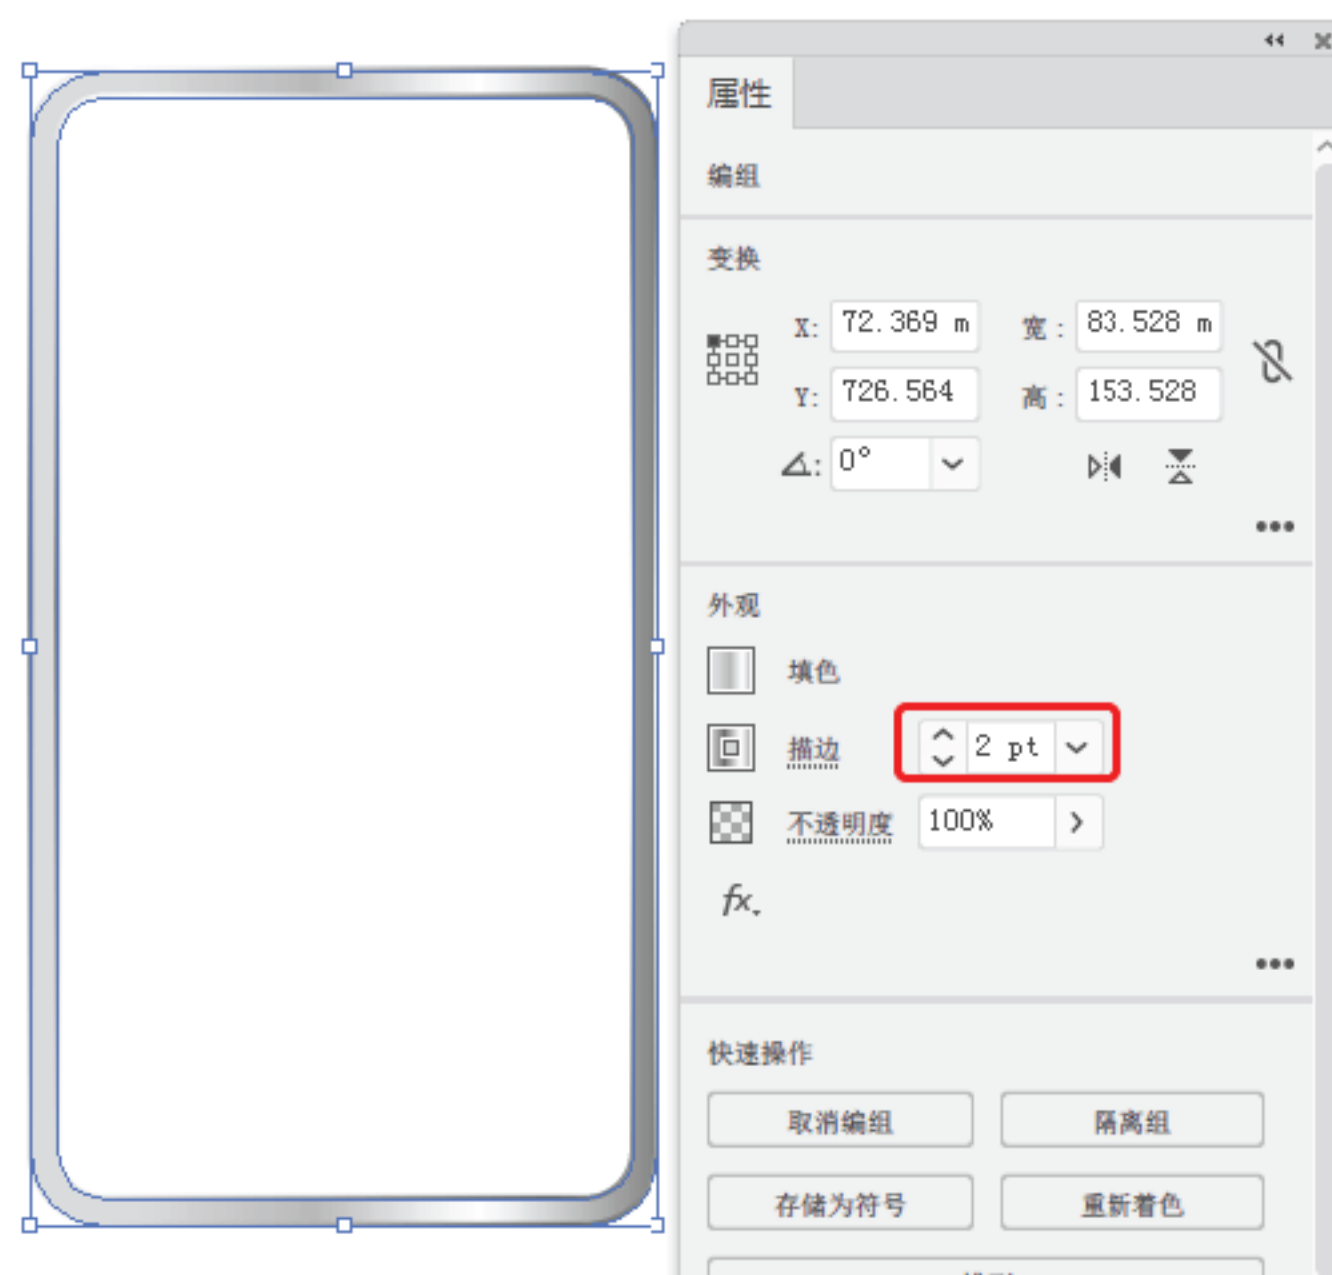 属性
编组
变换
X: 72.369 m 宽: 83.528 m
Y: 726.564 高: 153.528
: 0°
外观
填色
描边 2 pt
不透明度 100%
fx.
快速操作
取消编组 隔离组
存储为符号 重新着色